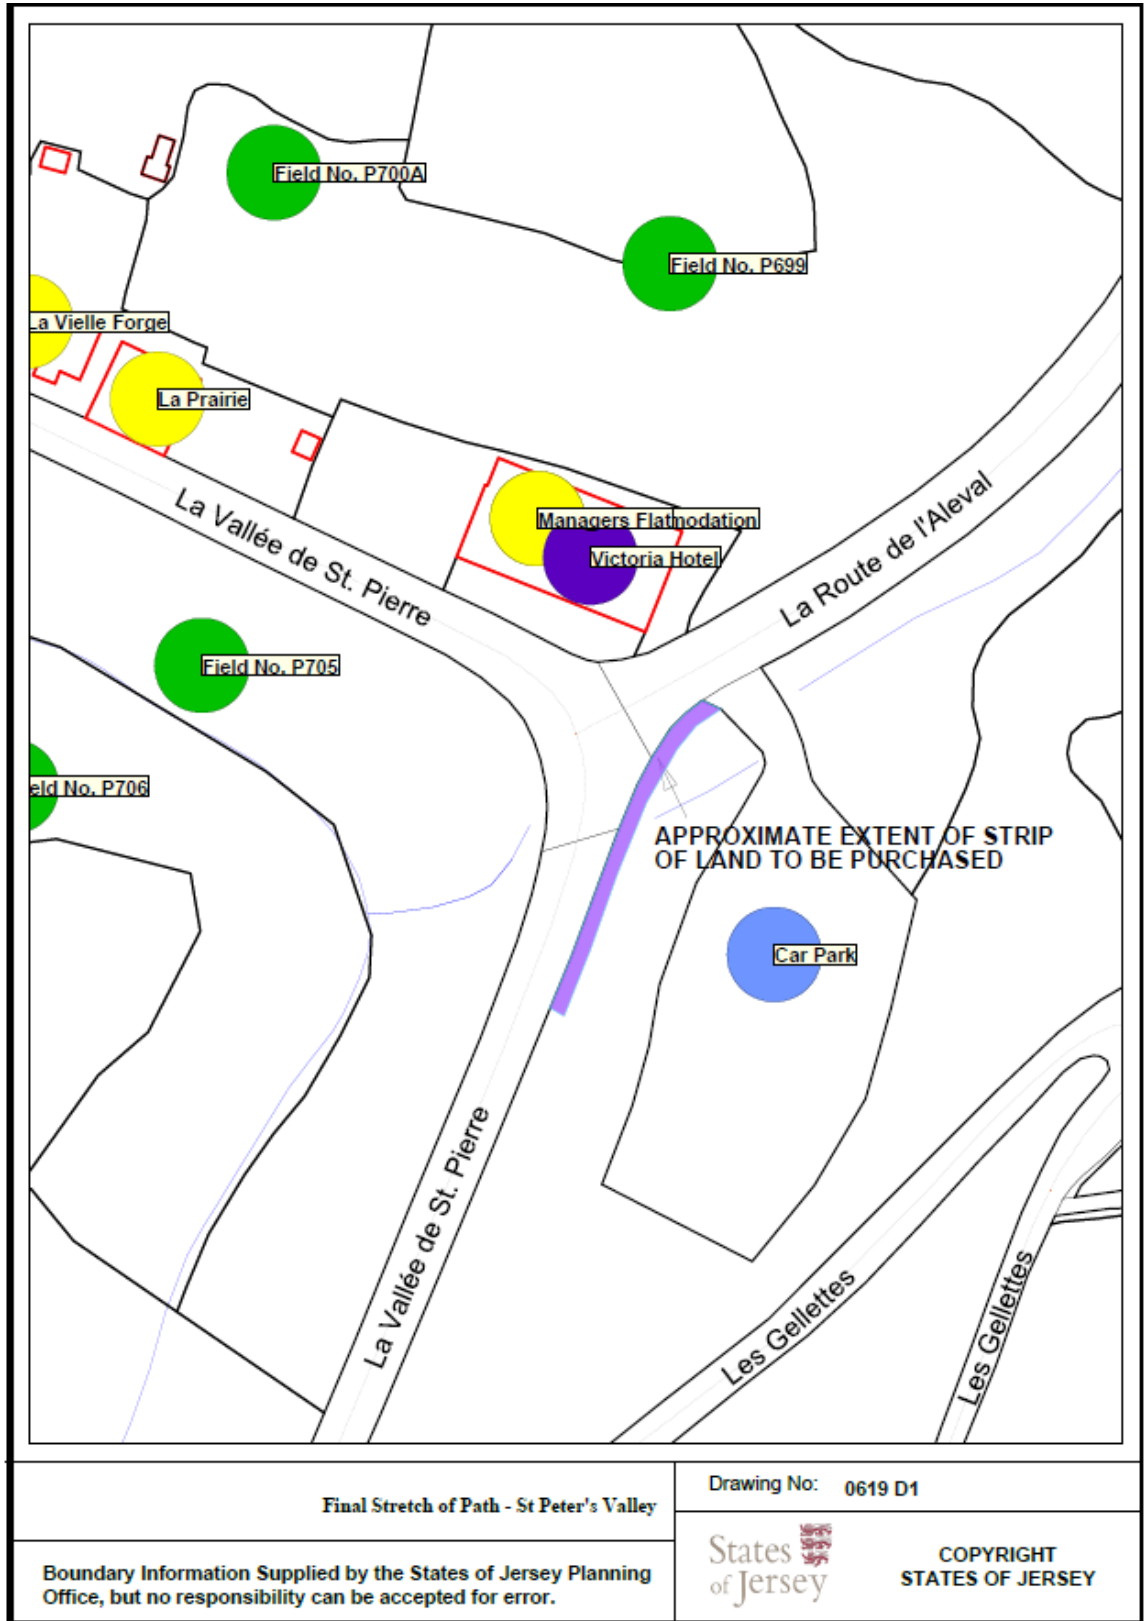 Field No. P700A
Field No. P699
La Vielle Forge
La Prairie
La Vallée de St. Pierre
Managers Flatmodation
Victoria Hotel
La Route de l'Aleval
Field No. P705
eld No. P706
APPROXIMATE EXTENT OF STRIP
OF LAND TO BE PURCHASED
Car Park
La Vallée de St. Pierre
Les Gellettes
Les Gellettes
Final Stretch of Path - St Peter's Valley
Drawing No: 0619 D1
Boundary Information Supplied by the States of Jersey Planning
Office, but no responsibility can be accepted for error.
States
of Jersey
COPYRIGHT
STATES OF JERSEY